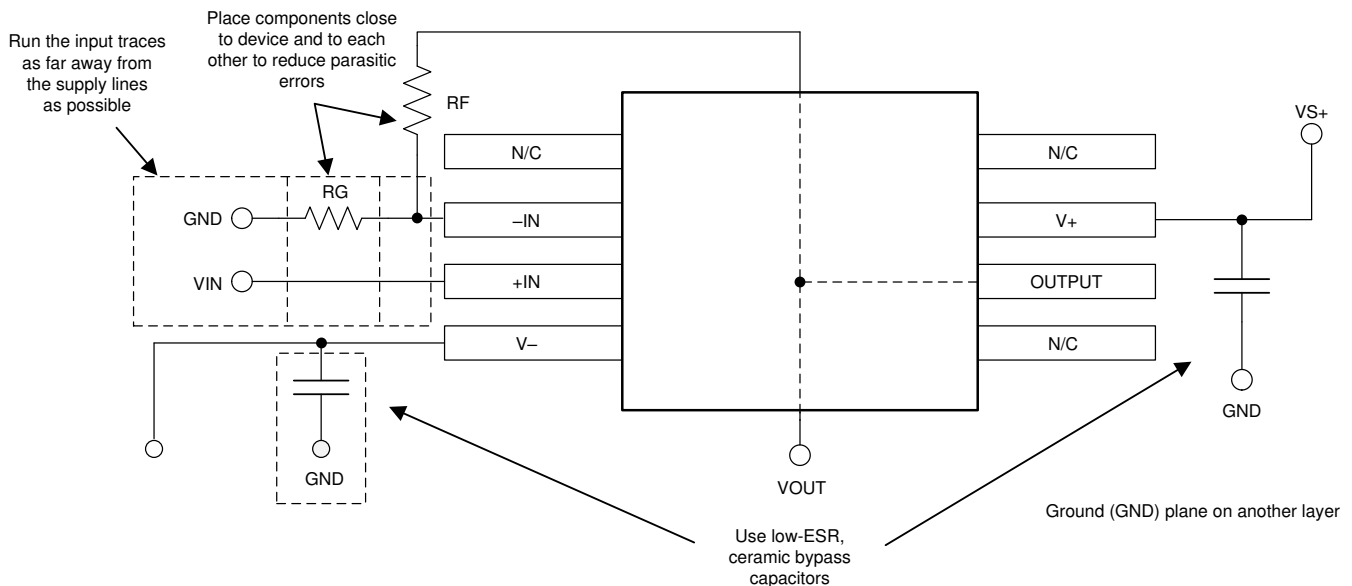 Place components close
to device and to each
other to reduce parasitic
errors
Run the input traces
as far away from
the supply lines
as possible
RF
VS+
N/C
N/C
RG
GND
–IN
V+
VIN
+IN
OUTPUT
V–
N/C
GND
GND
VOUT
Ground (GND) plane on another layer
Use low-ESR,
ceramic bypass
capacitors